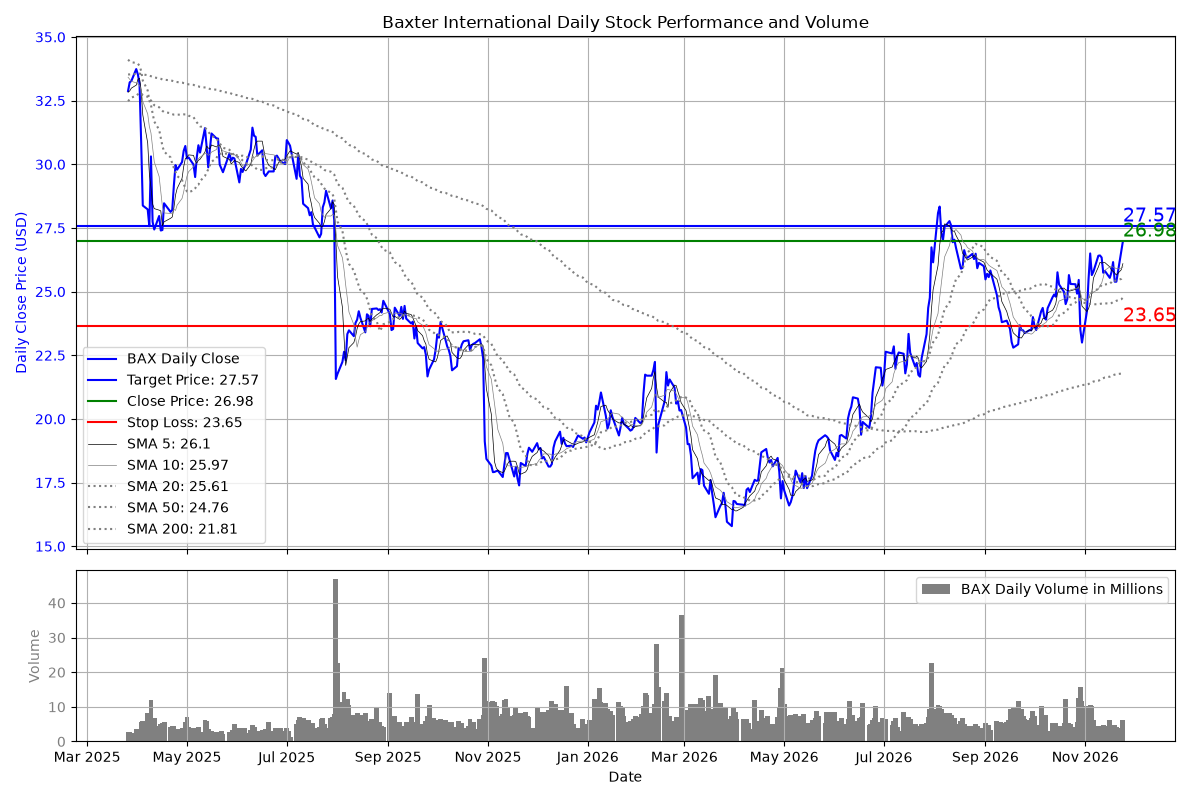 Baxter International Daily Stock Performance and Volume
Daily Close Price (USD)
35.0
32.5
30.0
27.5
25.0
22.5
20.0
17.5
15.0
27.57
26.98
23.65
BAX Daily Close
Target Price: 27.57
Close Price: 26.98
Stop Loss: 23.65
SMA 5: 26.1
SMA 10: 25.97
SMA 20: 25.61
SMA 50: 24.76
SMA 200: 21.81
Volume
40
30
20
10
0
BAX Daily Volume in Millions
Mar 2025 May 2025 Jul 2025 Sep 2025 Nov 2025 Jan 2026 Mar 2026 May 2026 Jul 2026 Sep 2026 Nov 2026
Date